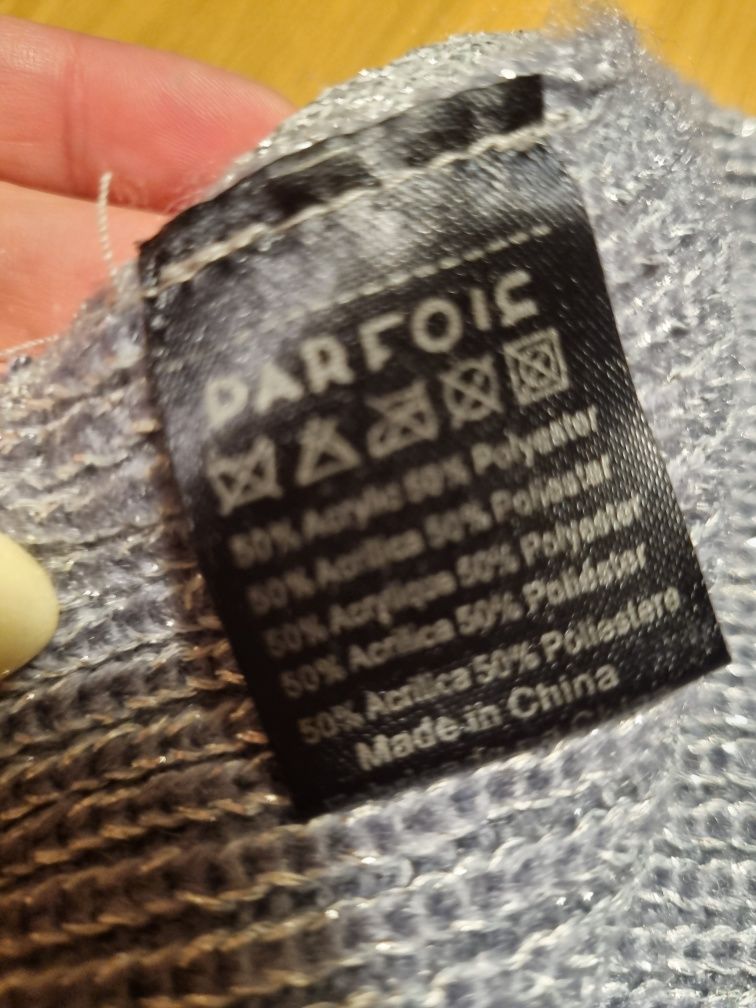 PARFOIS
50% Acrylic 50% Polyester
50% Acrílica 50% Poliéster
50% Acrylique 50% Polyester
50% Acrílica 50% Poliéster
50% Acrilica 50% Poliestere
Made in China